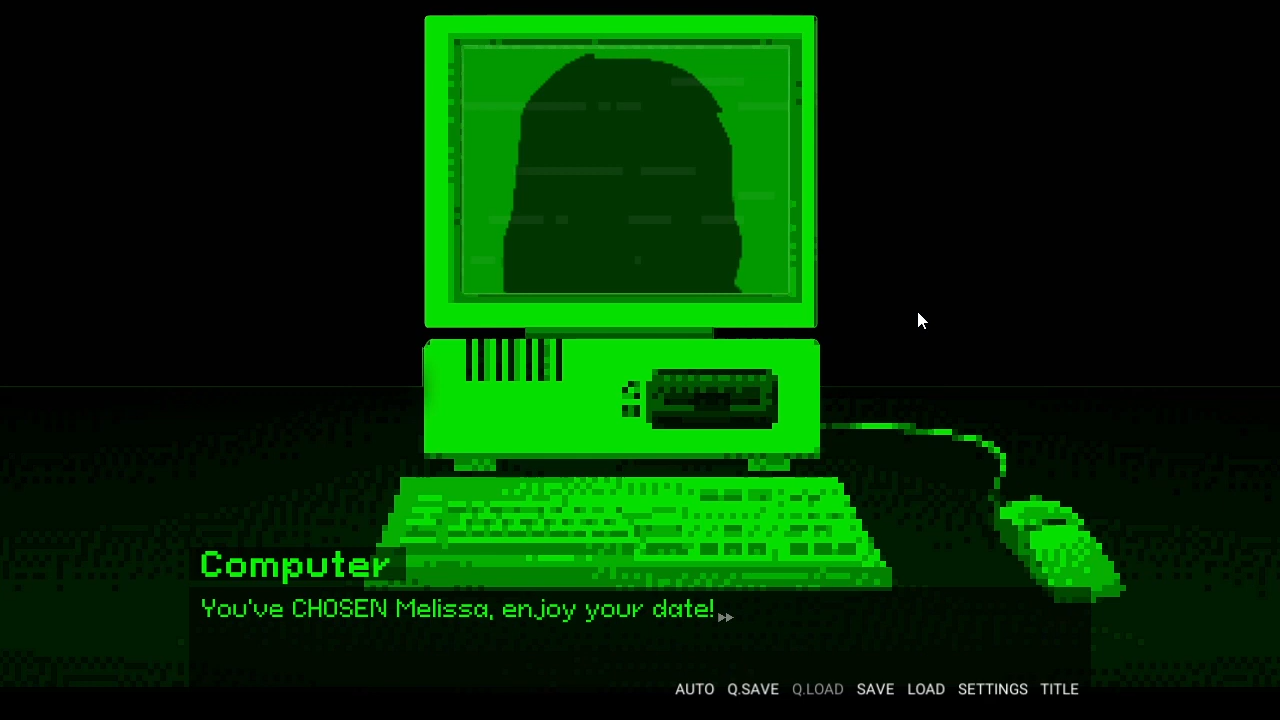 Computer
You've CHOSEN Melissa, enjoy your date!
AUTO Q.SAVE Q.LOAD SAVE LOAD SETTINGS TITLE